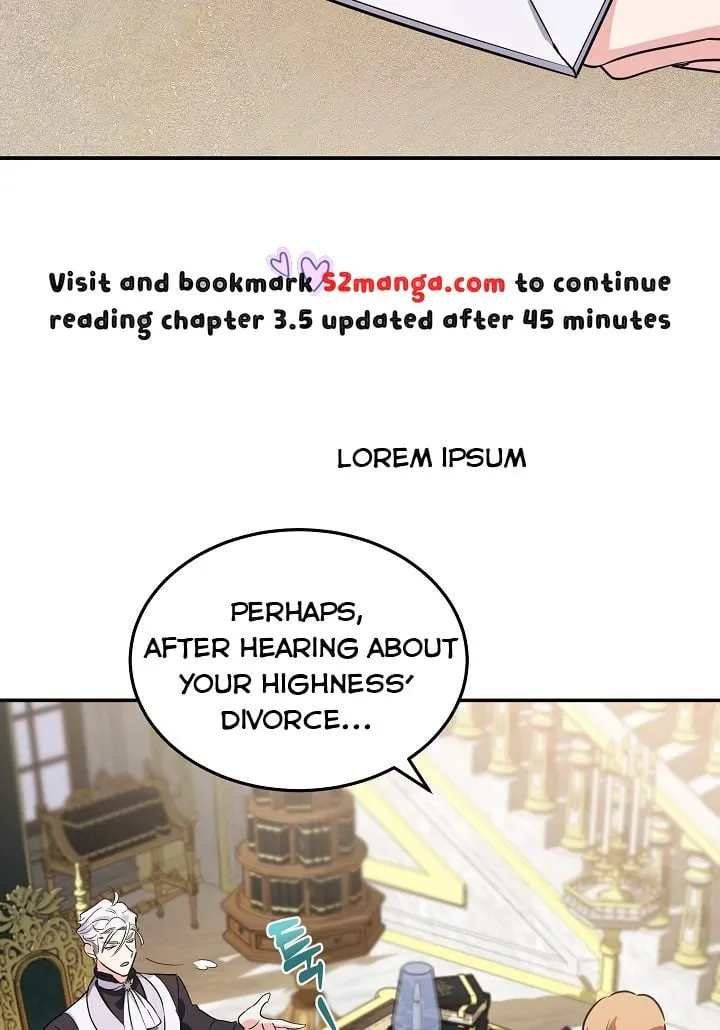 Visit and bookmark S2manga.com to continue
reading chapter 3.5 updated after 45 minutes
LOREM IPSUM
PERHAPS,
AFTER HEARING ABOUT
YOUR HIGHNESS'
DIVORCE...